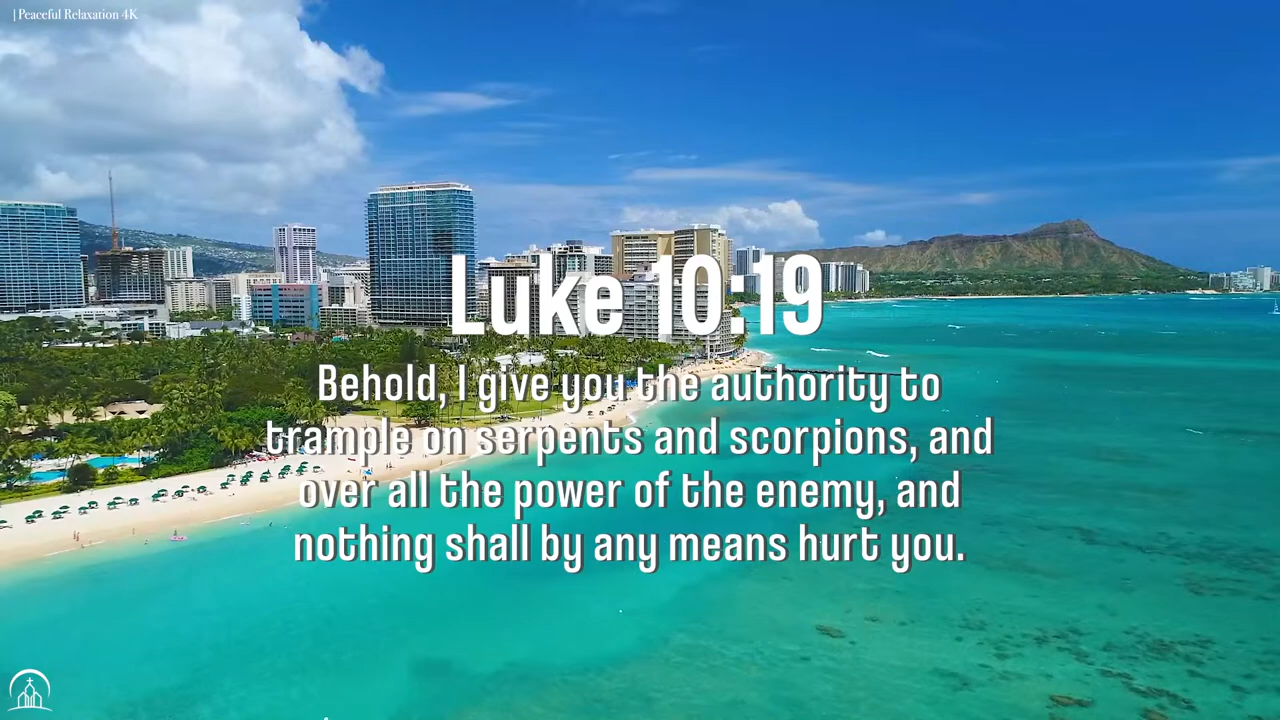 | Peaceful Relaxation 4K
Luke 10:19
Behold, I give you the authority to
trample on serpents and scorpions, and
over all the power of the enemy, and
nothing shall by any means hurt you.